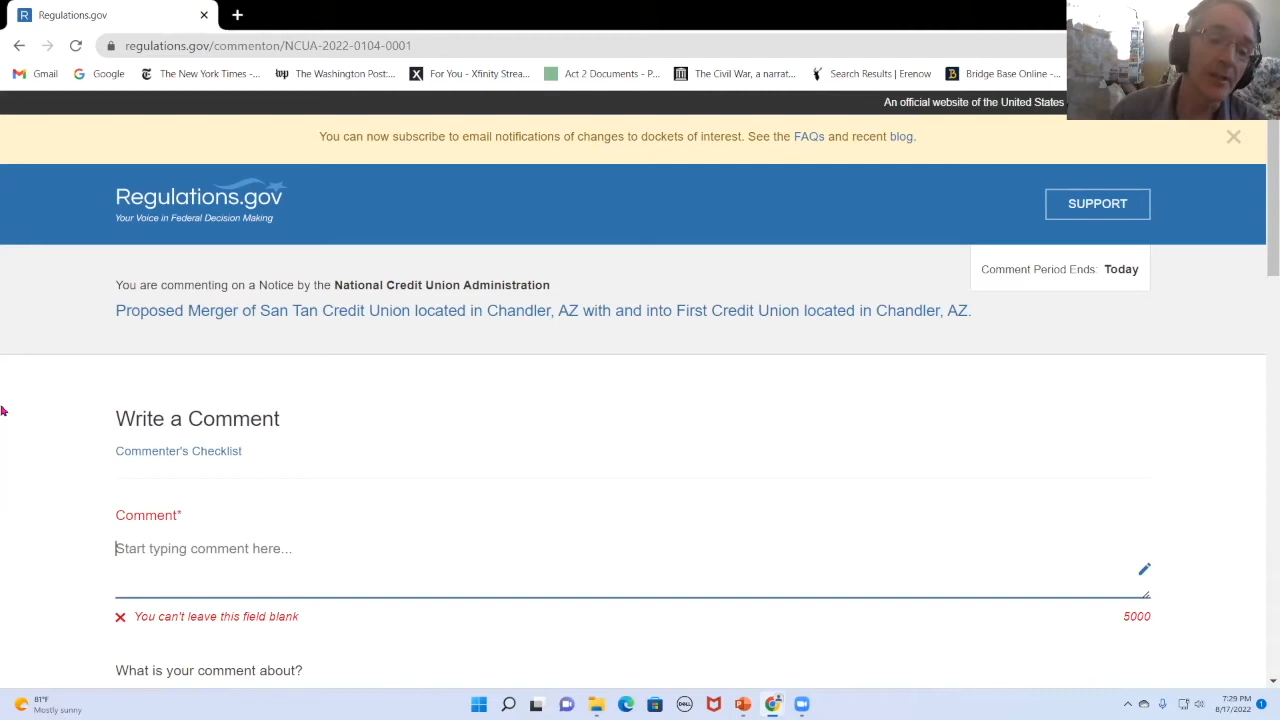 Regulations.gov
regulations.gov/commenton/NCUA-2022-0104-0001
Gmail Google The New York Times -... The Washington Post:... For You - Xfinity Strea... Act 2 Documents - P... The Civil War, a narrat... Search Results | Erenow Bridge Base Online -...
An official website of the United States
You can now subscribe to email notifications of changes to dockets of interest. See the FAQs and recent blog.
Regulations.gov
Your Voice in Federal Decision Making
SUPPORT
Comment Period Ends: Today
You are commenting on a Notice by the National Credit Union Administration
Proposed Merger of San Tan Credit Union located in Chandler, AZ with and into First Credit Union located in Chandler, AZ.
Write a Comment
Commenter's Checklist
Comment*
Start typing comment here...
You can't leave this field blank
5000
What is your comment about?
81°F
Mostly sunny
7:29 PM
8/17/2022